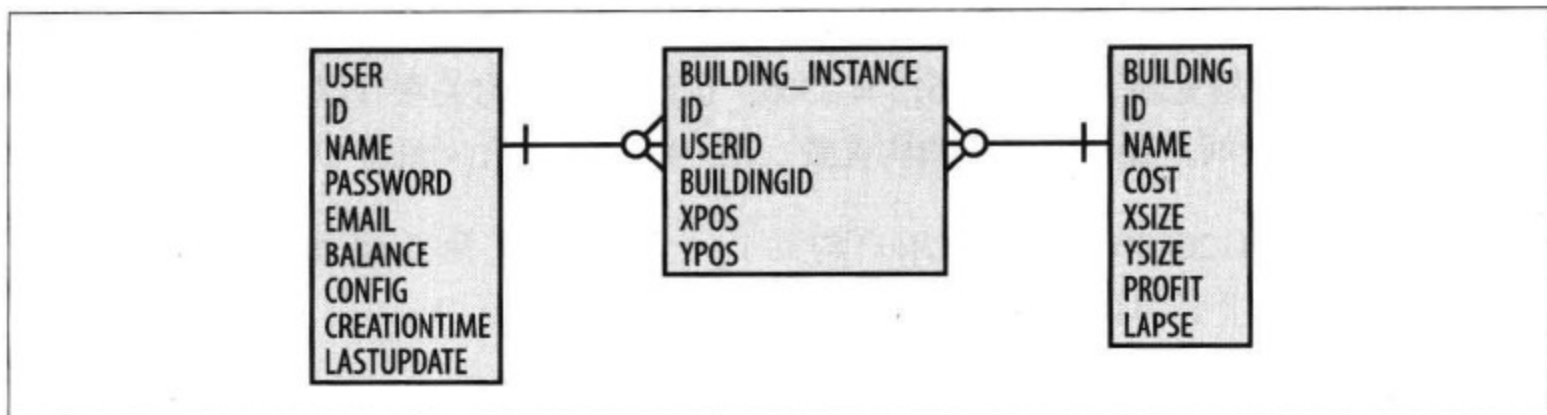 USER
ID
NAME
PASSWORD
EMAIL
BALANCE
CONFIG
CREATIONTIME
LASTUPDATE
BUILDING_INSTANCE
ID
USERID
BUILDINGID
XPOS
YPOS
BUILDING
ID
NAME
COST
XSIZE
YSIZE
PROFIT
LAPSE